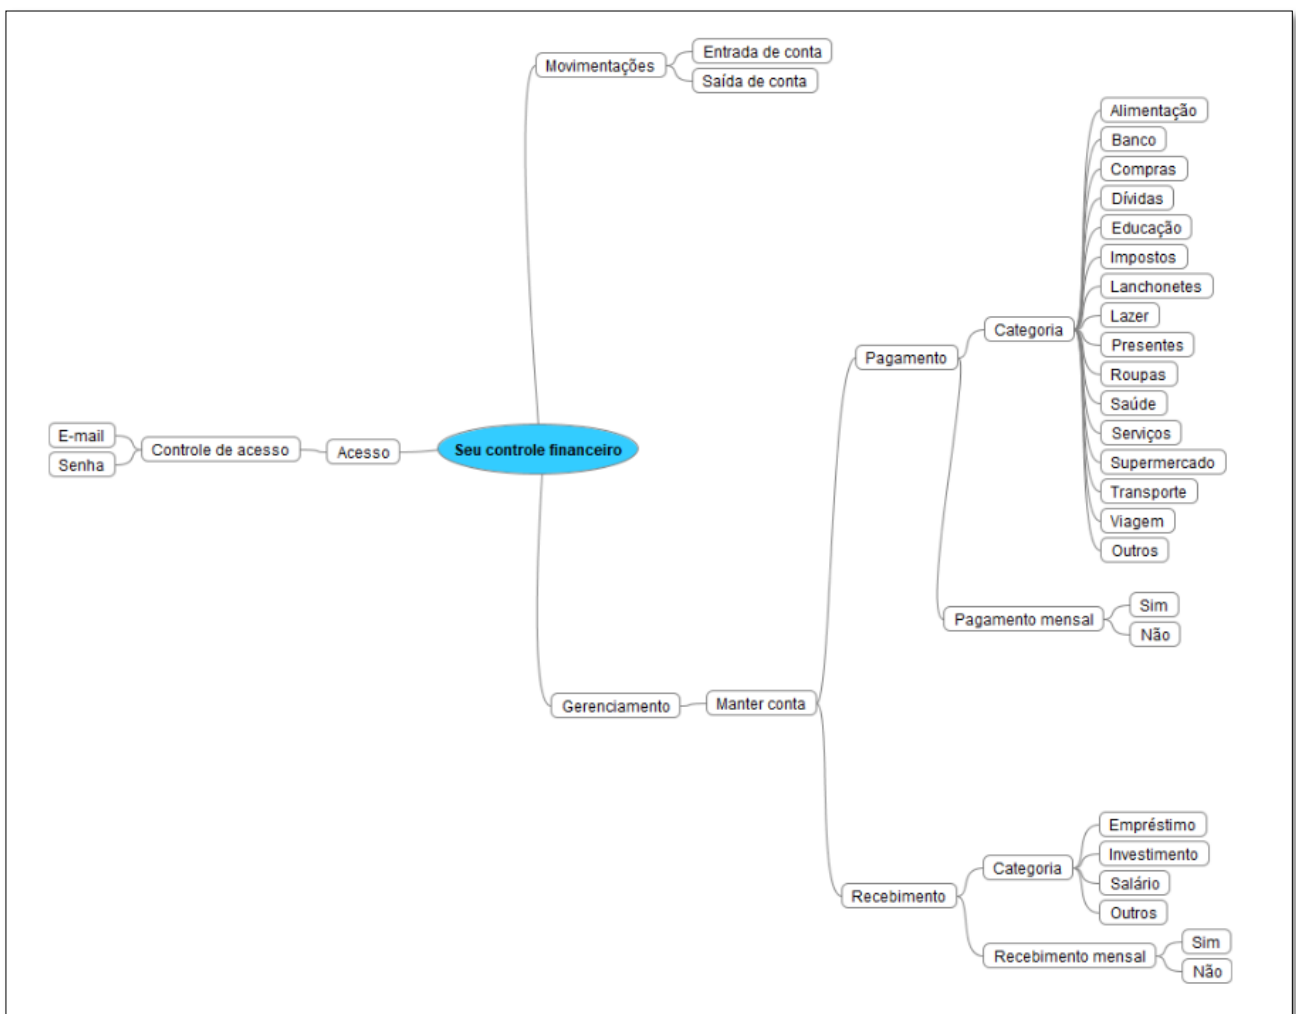 Movimentações
Entrada de conta
Saída de conta
Seu controle financeiro
Acesso
Controle de acesso
E-mail
Senha
Gerenciamento
Manter conta
Pagamento
Categoria
Alimentação
Banco
Compras
Dívidas
Educação
Impostos
Lanchonetes
Lazer
Presentes
Roupas
Saúde
Serviços
Supermercado
Transporte
Viagem
Outros
Pagamento mensal
Sim
Não
Recebimento
Categoria
Empréstimo
Investimento
Salário
Outros
Recebimento mensal
Sim
Não